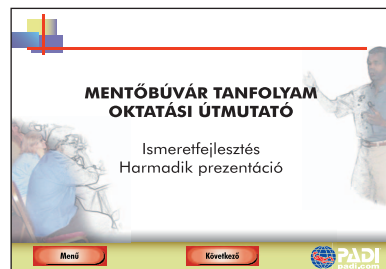 MENTŐBÚVÁR TANFOLYAM
OKTATÁSI ÚTMUTATÓ
Ismeretfejlesztés
Harmadik prezentáció
Menü
Következő
PADI
padi.com